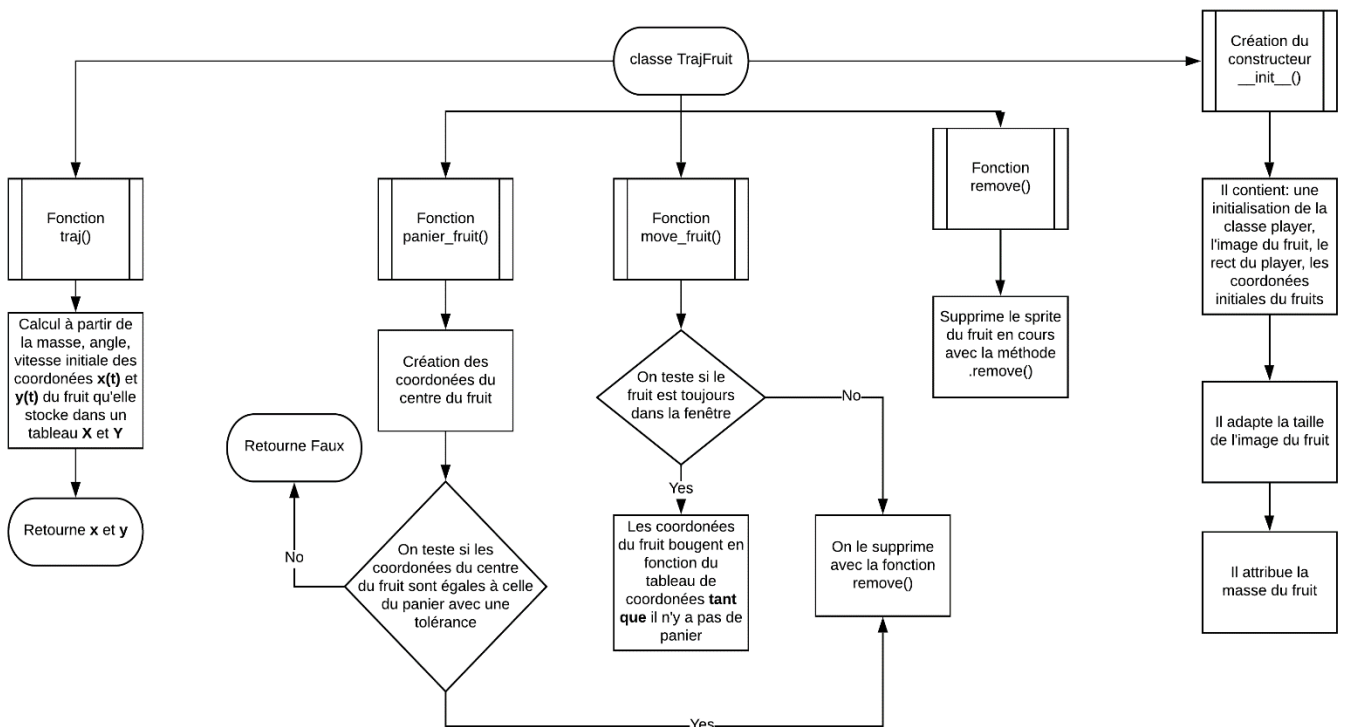 classe TrajFruit
Création du
constructeur
__init__()
Fonction
remove()
Fonction
traj()
Fonction
panier_fruit()
Fonction
move_fruit()
Il contient: une
initialisation de la
classe player,
l'image du fruit, le
rect du player, les
coordonées
initiales du fruits
Calcul à partir de
la masse, angle,
vitesse initiale des
coordonées x(t) et
y(t) du fruit qu'elle
stocke dans un
tableau X et Y
Création des
coordonées du
centre du fruit
On teste si le
fruit est toujours
dans la fenêtre
No
Supprime le sprite
du fruit en cours
avec la méthode
.remove()
Il adapte la taille
de l'image du fruit
Retourne Faux
Yes
Retourne x et y
No
On teste si les
coordonées du centre
du fruit sont égales à celle
du panier avec une
tolérance
Les coordonées
du fruit bougent en
fonction du
tableau de
coordonées tant
que il n'y a pas de
panier
On le supprime
avec la fonction
remove()
Il attribue la
masse du fruit
Yes